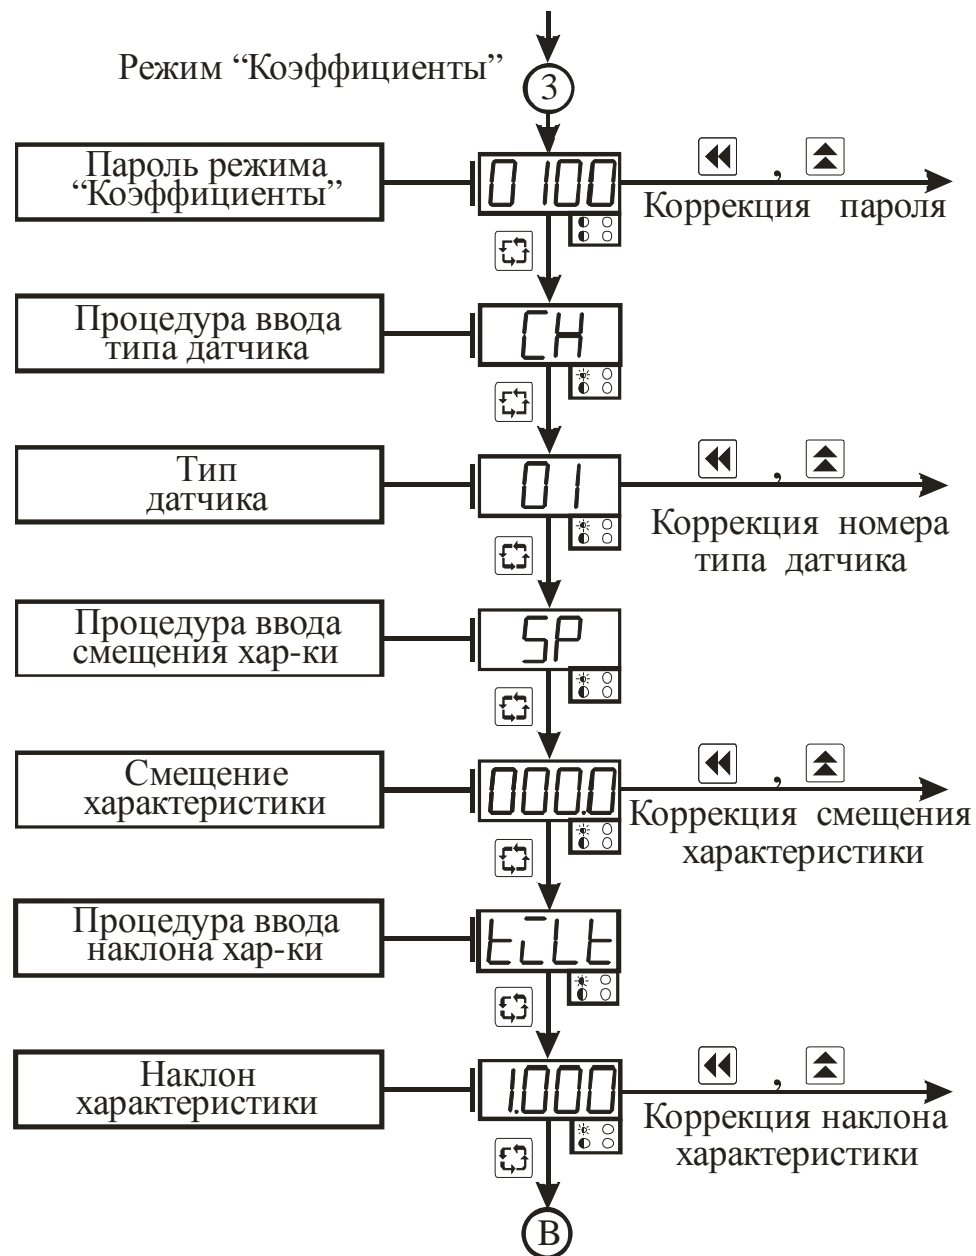 Режим “Коэффициенты”
3
Пароль режима
“Коэффициенты”
0100
,
Коррекция пароля
Процедура ввода
типа датчика
CH
Тип
датчика
01
,
Коррекция номера
типа датчика
Процедура ввода
смещения хар-ки
SP
Смещение
характеристики
000.0
,
Коррекция смещения
характеристики
Процедура ввода
наклона хар-ки
tiLt
Наклон
характеристики
1.000
,
Коррекция наклона
характеристики
В